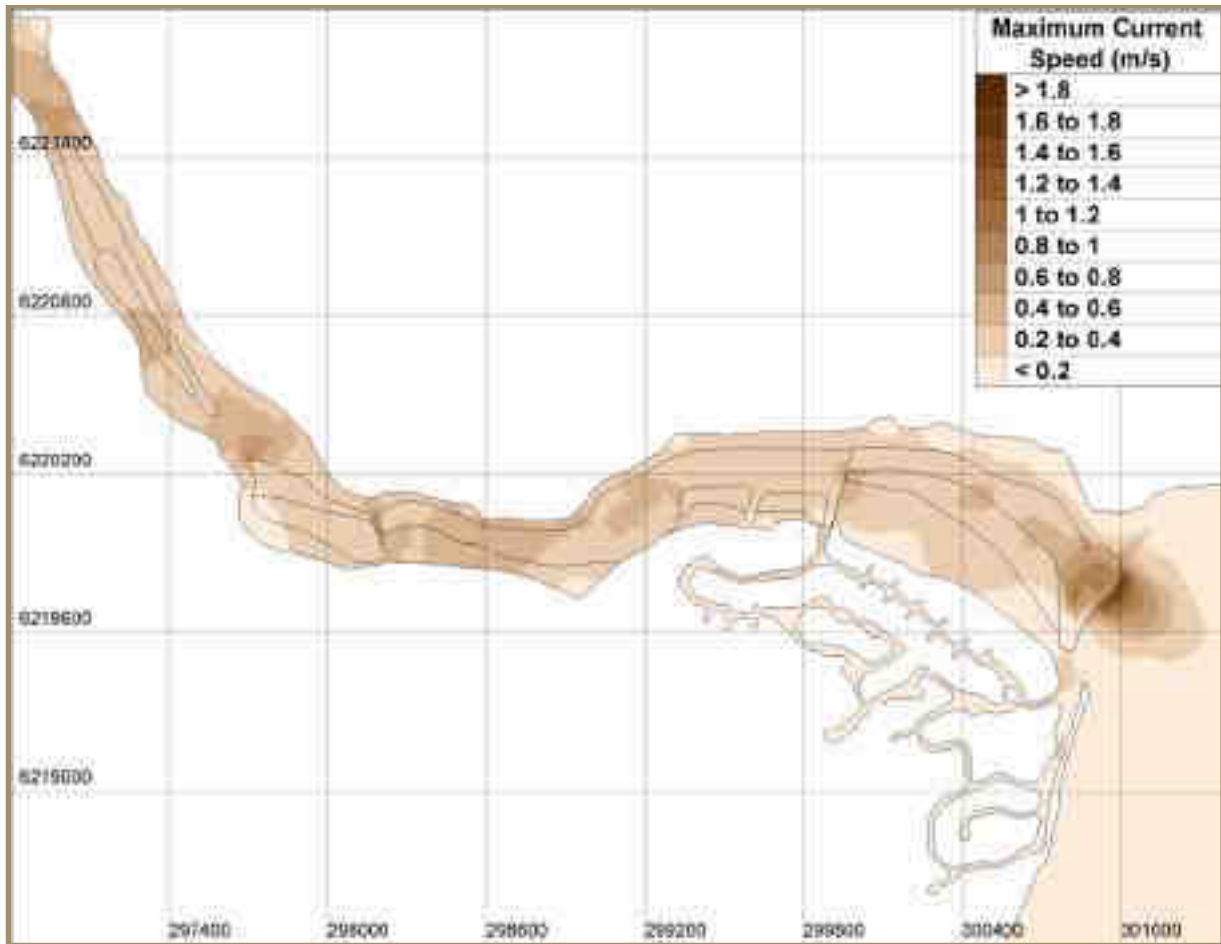 Maximum Current
Speed (m/s)
> 1.8
1.6 to 1.8
1.4 to 1.6
1.2 to 1.4
1 to 1.2
0.8 to 1
0.6 to 0.8
0.4 to 0.6
0.2 to 0.4
< 0.2
6221400
6220800
6220200
6219600
6219000
297400 298000 298600 299200 299800 300400 301000